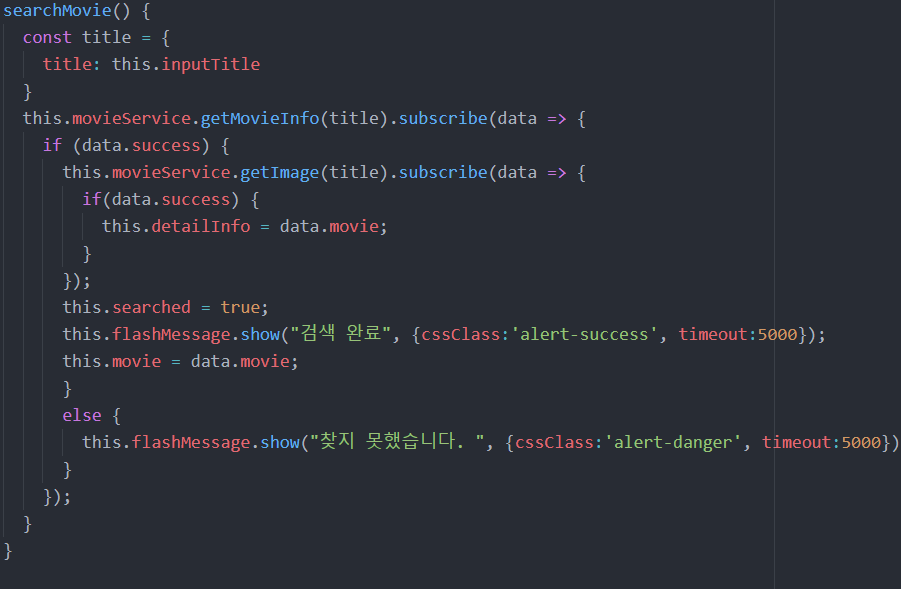 searchMovie() {
  const title = {
    title: this.inputTitle
  }
  this.movieService.getMovieInfo(title).subscribe(data => {
    if (data.success) {
      this.movieService.getImage(title).subscribe(data => {
        if(data.success) {
          this.detailInfo = data.movie;
        }
      });
      this.searched = true;
      this.flashMessage.show("검색 완료", {cssClass:'alert-success', timeout:5000});
      this.movie = data.movie;
      }
      else {
        this.flashMessage.show("찾지 못했습니다. ", {cssClass:'alert-danger', timeout:5000})
      }
    });
  }
}